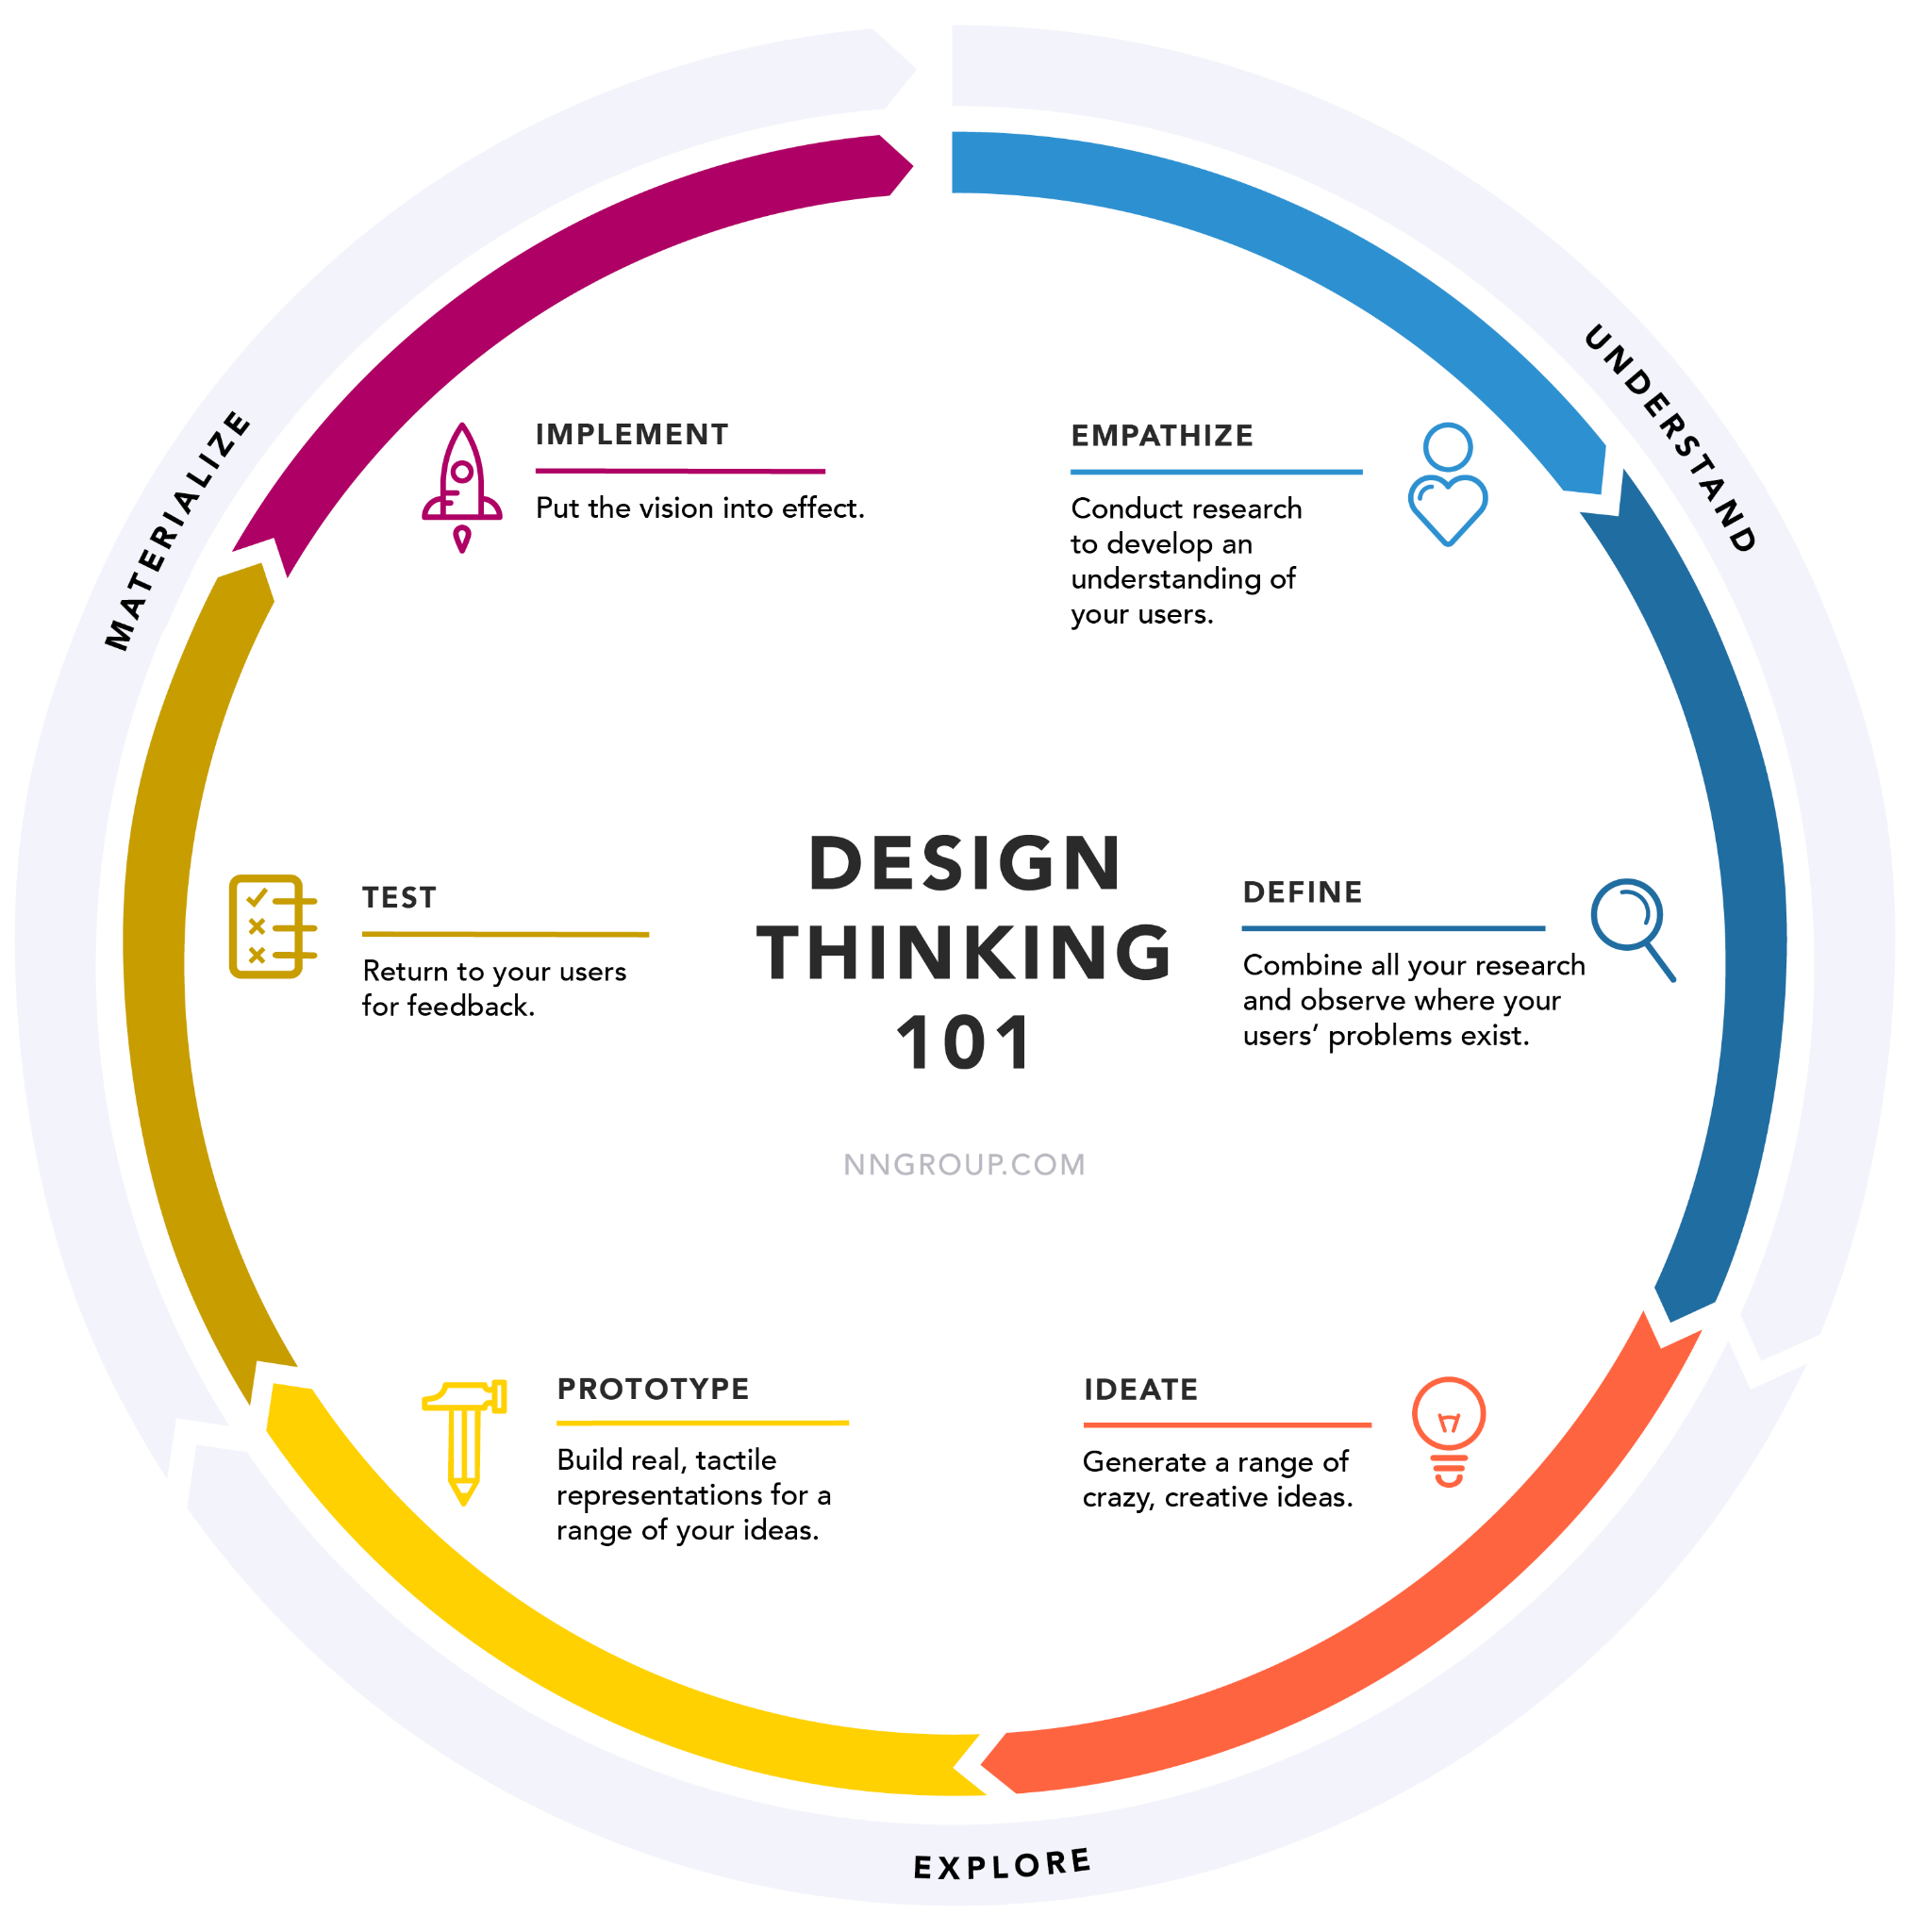 DESIGN
THINKING
101
NNGROUP.COM
UNDERSTAND
EMPATHIZE
Conduct research
to develop an
understanding of
your users.
DEFINE
Combine all your research
and observe where your
users’ problems exist.
EXPLORE
IDEATE
Generate a range of
crazy, creative ideas.
PROTOTYPE
Build real, tactile
representations for a
range of your ideas.
MATERIALIZE
TEST
Return to your users
for feedback.
IMPLEMENT
Put the vision into effect.